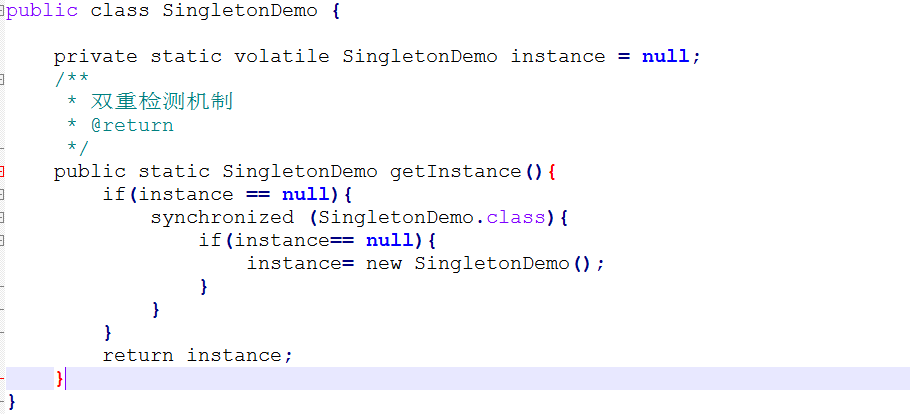 public class SingletonDemo {
private static volatile SingletonDemo instance = null;
/**
* 双重检测机制
* @return
*/
public static SingletonDemo getInstance(){
if(instance == null){
synchronized (SingletonDemo.class){
if(instance== null){
instance= new SingletonDemo();
}
}
}
return instance;
}
}